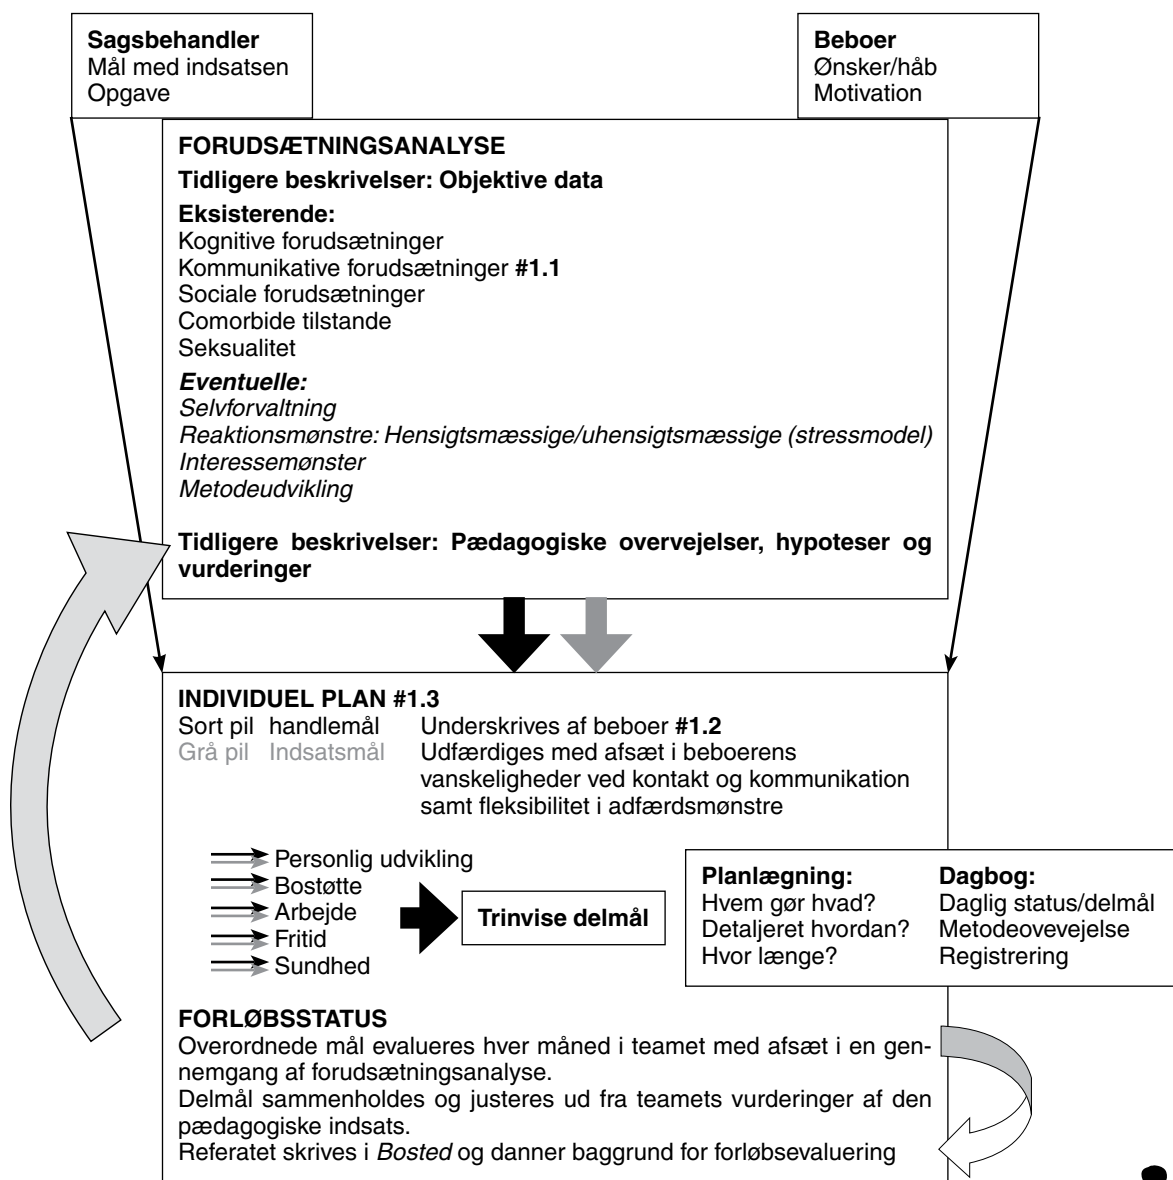 Sagsbehandler
Mål med indsatsen
Opgave
Beboer
Ønsker/håb
Motivation
FORUDSÆTNINGSANALYSE
Tidligere beskrivelser: Objektive data
Eksisterende:
Kognitive forudsætninger
Kommunikative forudsætninger #1.1
Sociale forudsætninger
Comorbide tilstande
Seksualitet
Eventuelle:
Selvforvaltning
Reaktionsmønstre: Hensigtsmæssige/uhensigtsmæssige (stressmodel)
Interessemønster
Metodeudvikling
Tidligere beskrivelser: Pædagogiske overvejelser, hypoteser og
vurderinger
INDIVIDUEL PLAN #1.3
Sort pil handlemål Underskrives af beboer #1.2
Grå pil Indsatsmål Udfærdiges med afsæt i beboerens
vanskeligheder ved kontakt og kommunikation
samt fleksibilitet i adfærdsmønstre
Personlig udvikling
Bostøtte
Arbejde
Fritid
Sundhed
Trinvise delmål
Planlægning:
Hvem gør hvad?
Detaljeret hvordan?
Hvor længe?
Dagbog:
Daglig status/delmål
Metodeovevejelse
Registrering
FORLØBSSTATUS
Overordnede mål evalueres hver måned i teamet med afsæt i en gen-
nemgang af forudsætningsanalyse.
Delmål sammenholdes og justeres ud fra teamets vurderinger af den
pædagogiske indsats.
Referatet skrives i Bosted og danner baggrund for forløbsevaluering